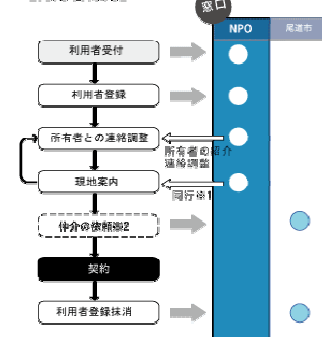 窓口
NPO
尾道市
利用者受付
利用者登録
所有者との連絡調整
所有者の紹介
連絡調整
現地案内
同行※1
仲介の依頼※2
契約
利用者登録抹消